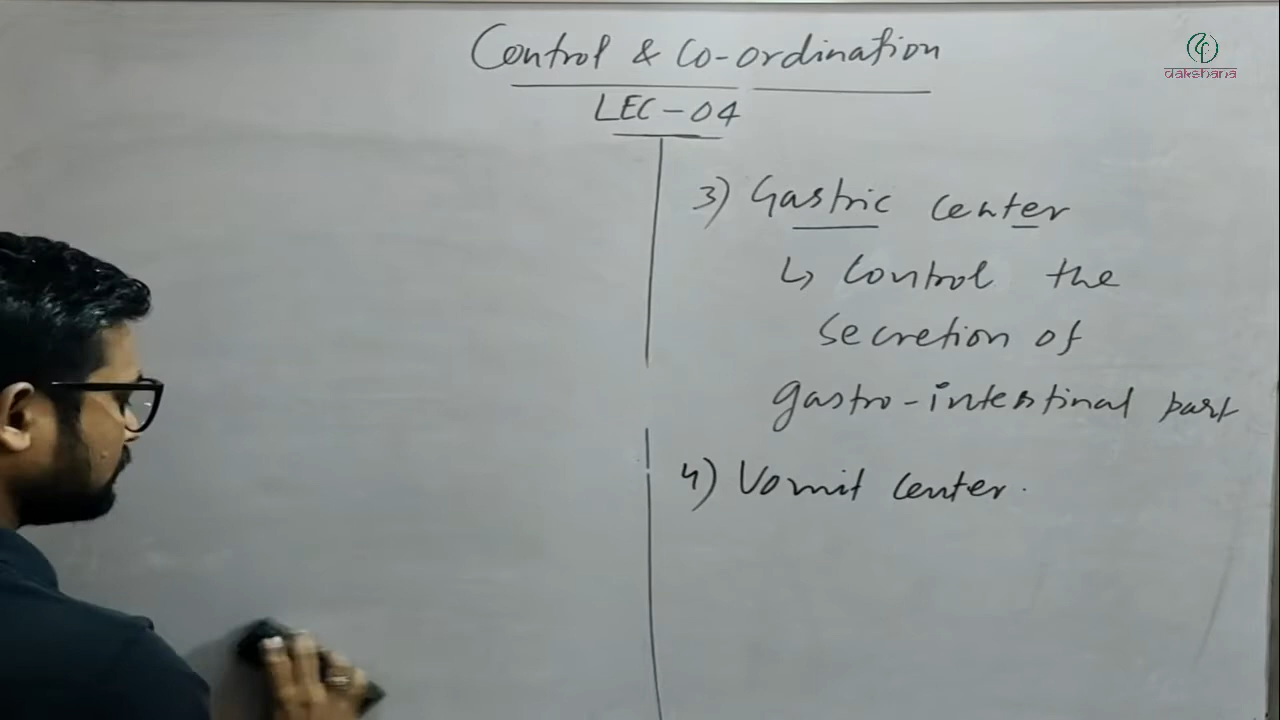 Control & Co-ordination
LEC-04
dakshana
3) Gastric center
↳ Control the
secretion of
gastro-intestinal part
4) Vomit center.